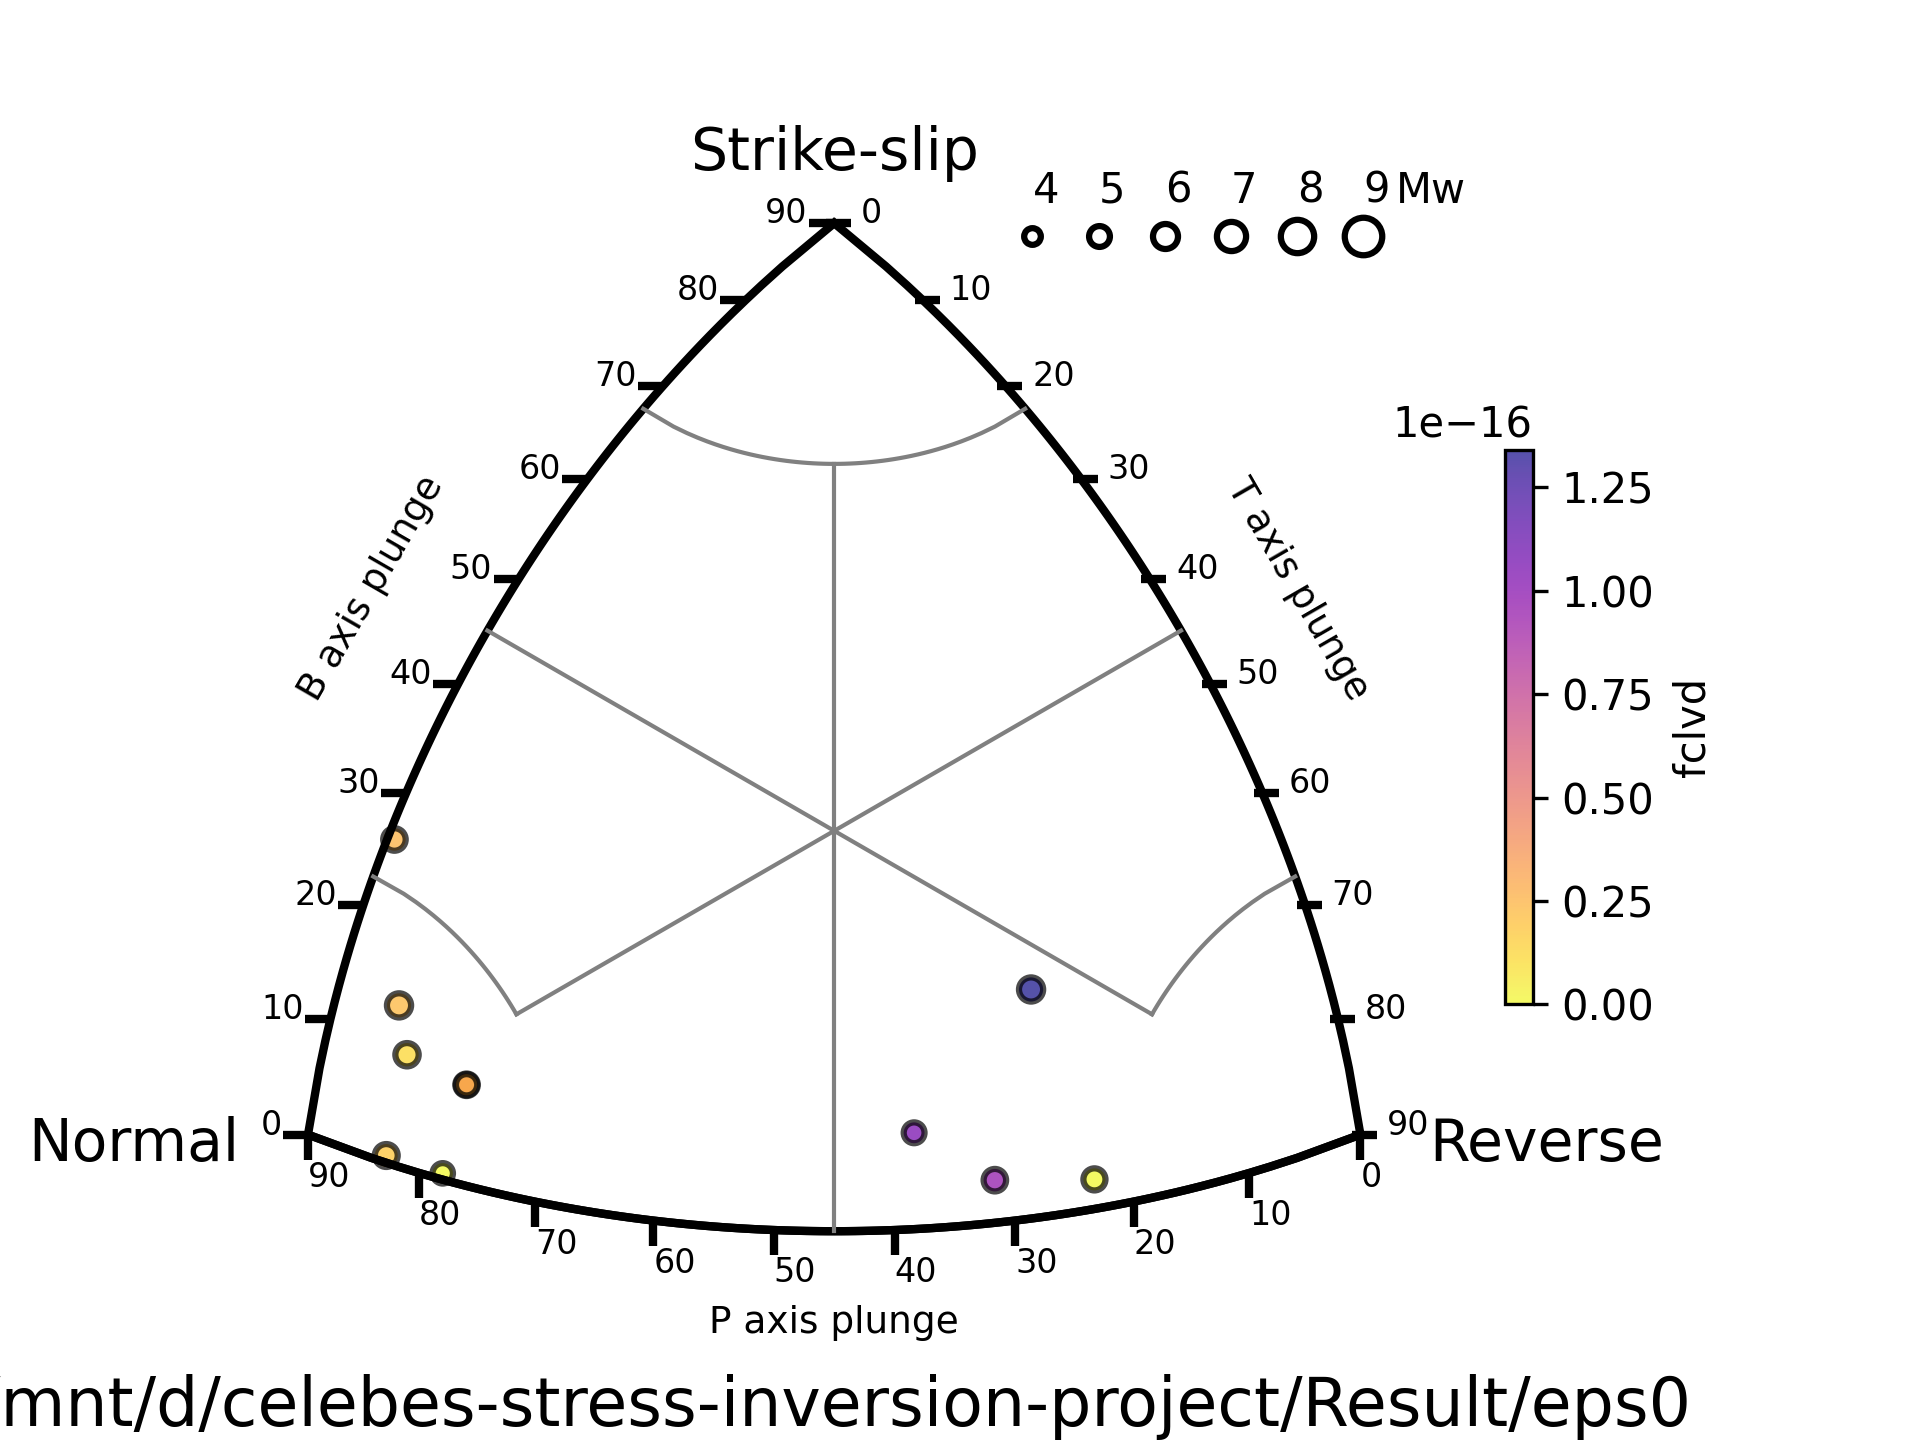 Strike-slip
4 5 6 7 8 9 Mw
90 0
80 10
70 20
60 30
50 40
40 50
30 60
20 70
10 80
0 90
B axis plunge
T axis plunge
1e−16
1.25
1.00
0.75
0.50
0.25
0.00
fclvd
Normal
Reverse
90 80 70 60 50 40 30 20 10 0
P axis plunge
mnt/d/celebes-stress-inversion-project/Result/eps0